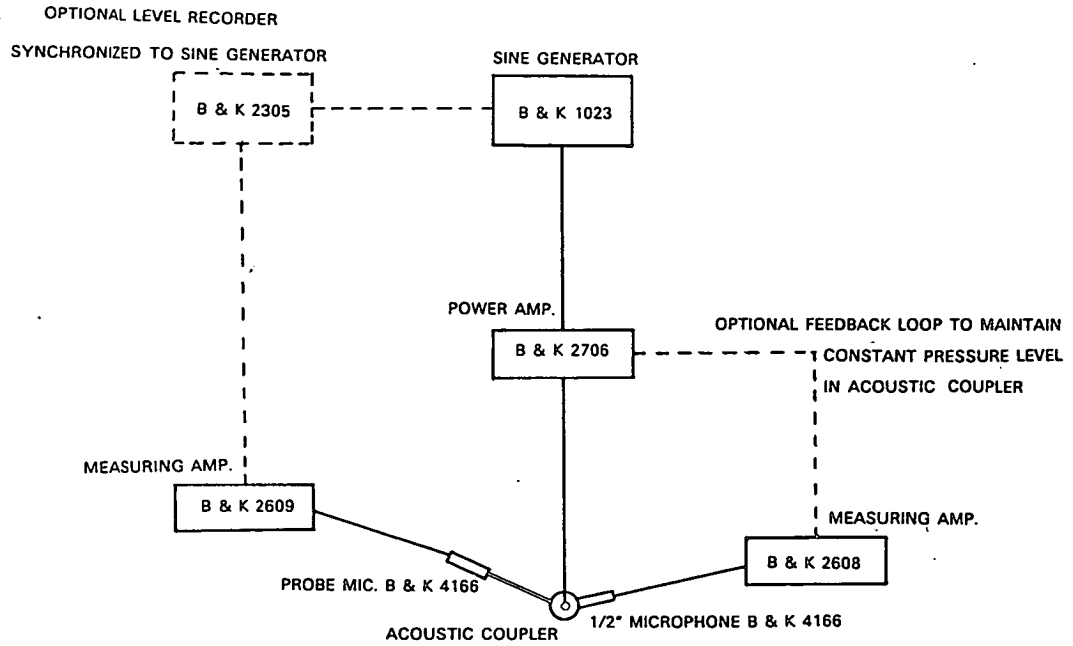 OPTIONAL LEVEL RECORDER
SYNCHRONIZED TO SINE GENERATOR
B & K 2305
SINE GENERATOR
B & K 1023
POWER AMP.
B & K 2706
OPTIONAL FEEDBACK LOOP TO MAINTAIN
CONSTANT PRESSURE LEVEL
IN ACOUSTIC COUPLER
MEASURING AMP.
B & K 2609
MEASURING AMP.
B & K 2608
PROBE MIC. B & K 4166
1/2" MICROPHONE B & K 4166
ACOUSTIC COUPLER